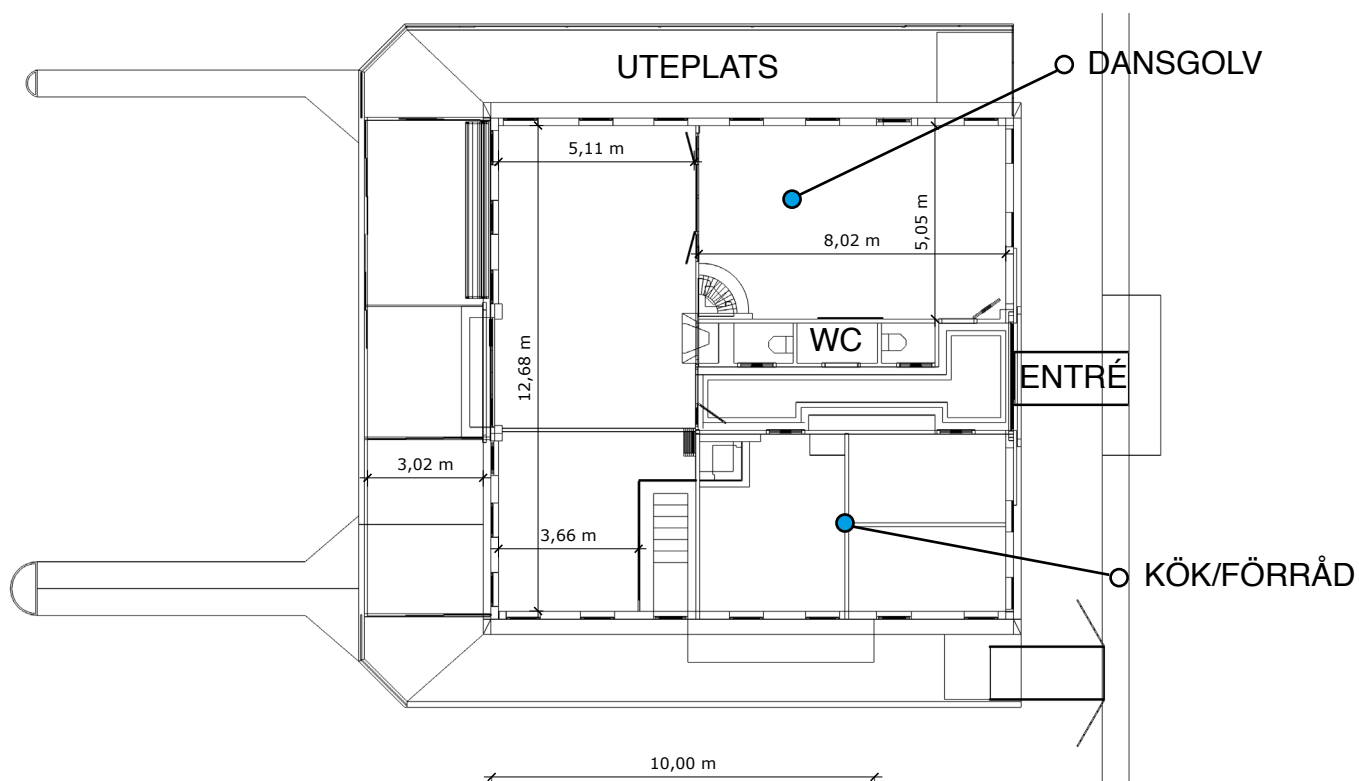 UTEPLATS
DANSGOLV
5,11 m
5,05 m
8,02 m
12,68 m
WC
ENTRÉ
3,02 m
3,66 m
KÖK/FÖRRÅD
10,00 m